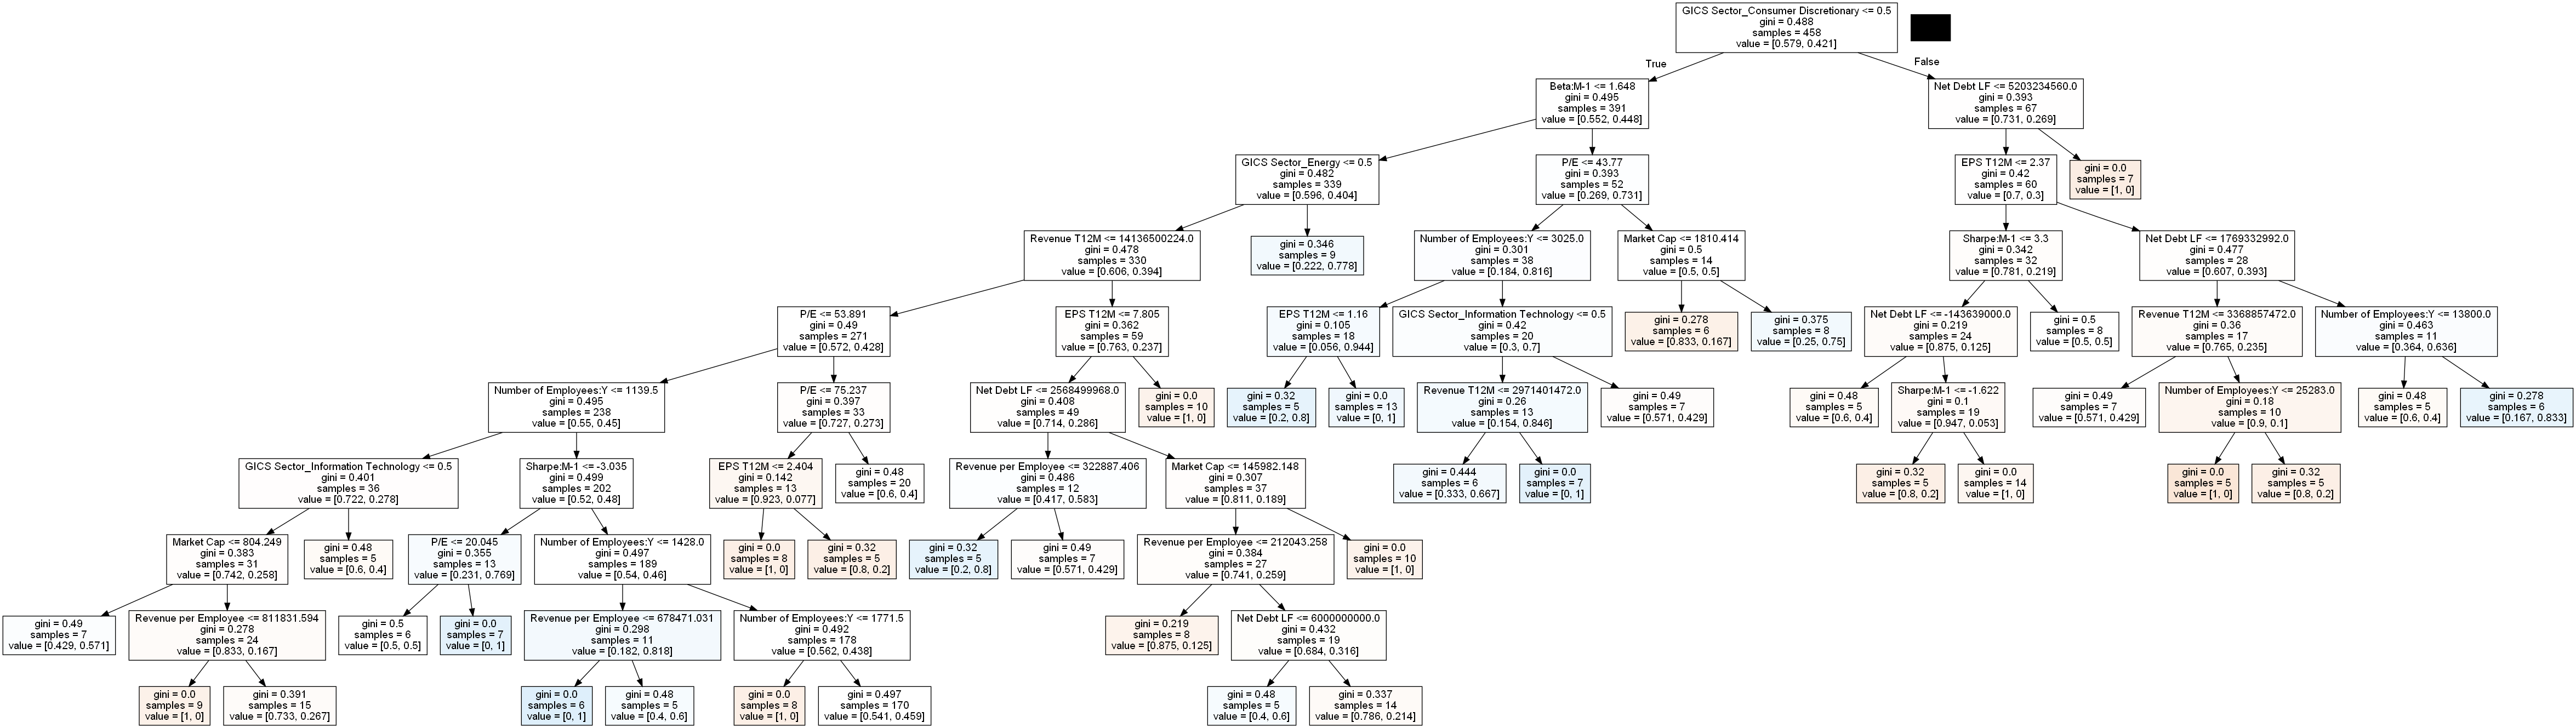 GICS Sector_Consumer Discretionary <= 0.5
gini = 0.488
samples = 458
value = [0.579, 0.421]
True
False
Beta:M-1 <= 1.648
gini = 0.495
samples = 391
value = [0.552, 0.448]
Net Debt LF <= 5203234560.0
gini = 0.393
samples = 67
value = [0.731, 0.269]
GICS Sector_Energy <= 0.5
gini = 0.482
samples = 339
value = [0.596, 0.404]
P/E <= 43.77
gini = 0.393
samples = 52
value = [0.269, 0.731]
EPS T12M <= 2.37
gini = 0.42
samples = 60
value = [0.7, 0.3]
gini = 0.0
samples = 7
value = [1, 0]
Revenue T12M <= 14136500224.0
gini = 0.478
samples = 330
value = [0.606, 0.394]
gini = 0.346
samples = 9
value = [0.222, 0.778]
Number of Employees:Y <= 3025.0
gini = 0.301
samples = 38
value = [0.184, 0.816]
Market Cap <= 1810.414
gini = 0.5
samples = 14
value = [0.5, 0.5]
Sharpe:M-1 <= 3.3
gini = 0.342
samples = 32
value = [0.781, 0.219]
Net Debt LF <= 1769332992.0
gini = 0.477
samples = 28
value = [0.607, 0.393]
P/E <= 53.891
gini = 0.49
samples = 271
value = [0.572, 0.428]
EPS T12M <= 7.805
gini = 0.362
samples = 59
value = [0.763, 0.237]
EPS T12M <= 1.16
gini = 0.105
samples = 18
value = [0.056, 0.944]
GICS Sector_Information Technology <= 0.5
gini = 0.42
samples = 20
value = [0.3, 0.7]
gini = 0.278
samples = 6
value = [0.833, 0.167]
gini = 0.375
samples = 8
value = [0.25, 0.75]
Net Debt LF <= -143639000.0
gini = 0.219
samples = 24
value = [0.875, 0.125]
gini = 0.5
samples = 8
value = [0.5, 0.5]
Revenue T12M <= 3368857472.0
gini = 0.36
samples = 17
value = [0.765, 0.235]
Number of Employees:Y <= 13800.0
gini = 0.463
samples = 11
value = [0.364, 0.636]
Number of Employees:Y <= 1139.5
gini = 0.495
samples = 238
value = [0.55, 0.45]
P/E <= 75.237
gini = 0.397
samples = 33
value = [0.727, 0.273]
Net Debt LF <= 2568499968.0
gini = 0.408
samples = 49
value = [0.714, 0.286]
gini = 0.0
samples = 10
value = [1, 0]
gini = 0.32
samples = 5
value = [0.2, 0.8]
gini = 0.0
samples = 13
value = [0, 1]
Revenue T12M <= 2971401472.0
gini = 0.26
samples = 13
value = [0.154, 0.846]
gini = 0.49
samples = 7
value = [0.571, 0.429]
gini = 0.48
samples = 5
value = [0.6, 0.4]
Sharpe:M-1 <= -1.622
gini = 0.1
samples = 19
value = [0.947, 0.053]
gini = 0.49
samples = 7
value = [0.571, 0.429]
Number of Employees:Y <= 25283.0
gini = 0.18
samples = 10
value = [0.9, 0.1]
gini = 0.48
samples = 5
value = [0.6, 0.4]
gini = 0.278
samples = 6
value = [0.167, 0.833]
GICS Sector_Information Technology <= 0.5
gini = 0.401
samples = 36
value = [0.722, 0.278]
Sharpe:M-1 <= -3.035
gini = 0.499
samples = 202
value = [0.52, 0.48]
EPS T12M <= 2.404
gini = 0.142
samples = 13
value = [0.923, 0.077]
gini = 0.48
samples = 20
value = [0.6, 0.4]
Revenue per Employee <= 322887.406
gini = 0.486
samples = 12
value = [0.417, 0.583]
Market Cap <= 145982.148
gini = 0.307
samples = 37
value = [0.811, 0.189]
gini = 0.444
samples = 6
value = [0.333, 0.667]
gini = 0.0
samples = 7
value = [0, 1]
gini = 0.32
samples = 5
value = [0.8, 0.2]
gini = 0.0
samples = 14
value = [1, 0]
gini = 0.0
samples = 5
value = [1, 0]
gini = 0.32
samples = 5
value = [0.8, 0.2]
Market Cap <= 804.249
gini = 0.383
samples = 31
value = [0.742, 0.258]
gini = 0.48
samples = 5
value = [0.6, 0.4]
P/E <= 20.045
gini = 0.355
samples = 13
value = [0.231, 0.769]
Number of Employees:Y <= 1428.0
gini = 0.497
samples = 189
value = [0.54, 0.46]
gini = 0.0
samples = 8
value = [1, 0]
gini = 0.32
samples = 5
value = [0.8, 0.2]
gini = 0.32
samples = 5
value = [0.2, 0.8]
gini = 0.49
samples = 7
value = [0.571, 0.429]
Revenue per Employee <= 212043.258
gini = 0.384
samples = 27
value = [0.741, 0.259]
gini = 0.0
samples = 10
value = [1, 0]
gini = 0.49
samples = 7
value = [0.429, 0.571]
Revenue per Employee <= 811831.594
gini = 0.278
samples = 24
value = [0.833, 0.167]
gini = 0.5
samples = 6
value = [0.5, 0.5]
gini = 0.0
samples = 7
value = [0, 1]
Revenue per Employee <= 678471.031
gini = 0.298
samples = 11
value = [0.182, 0.818]
Number of Employees:Y <= 1771.5
gini = 0.492
samples = 178
value = [0.562, 0.438]
gini = 0.219
samples = 8
value = [0.875, 0.125]
Net Debt LF <= 6000000000.0
gini = 0.432
samples = 19
value = [0.684, 0.316]
gini = 0.0
samples = 9
value = [1, 0]
gini = 0.391
samples = 15
value = [0.733, 0.267]
gini = 0.0
samples = 6
value = [0, 1]
gini = 0.48
samples = 5
value = [0.4, 0.6]
gini = 0.0
samples = 8
value = [1, 0]
gini = 0.497
samples = 170
value = [0.541, 0.459]
gini = 0.48
samples = 5
value = [0.4, 0.6]
gini = 0.337
samples = 14
value = [0.786, 0.214]